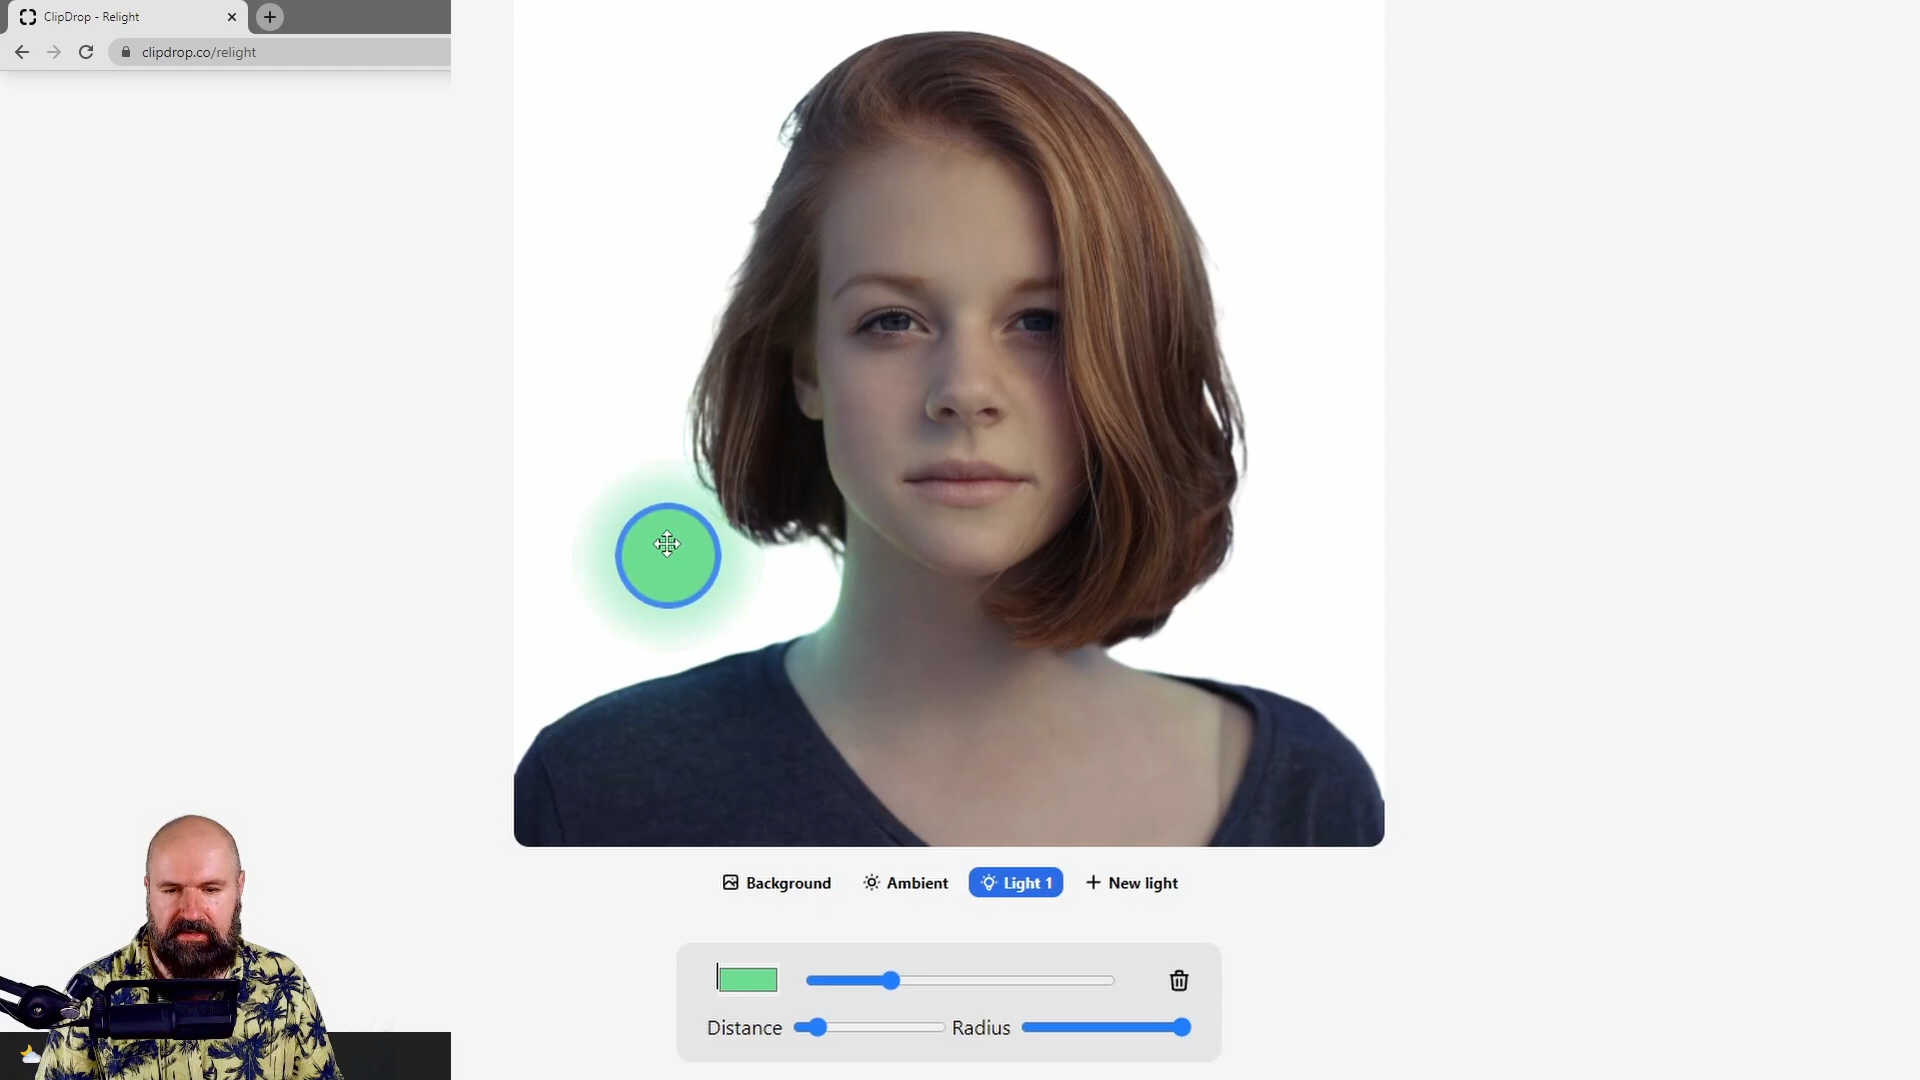 ClipDrop - Relight
clipdrop.co/relight
Background
Ambient
Light 1
New light
Distance
Radius